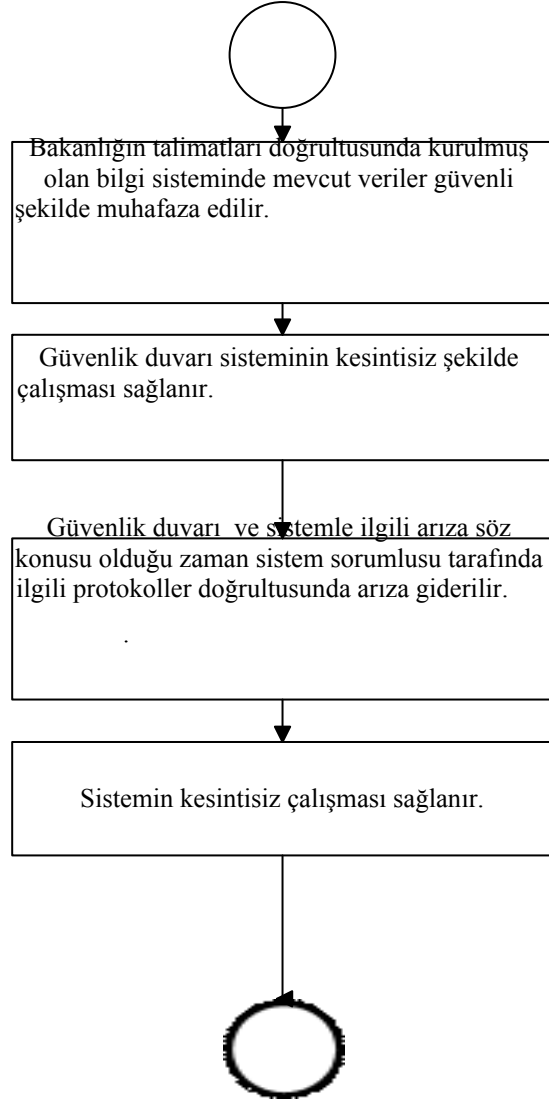 Bakanlığın talimatları doğrultusunda kurulmuş
olan bilgi sisteminde mevcut veriler güvenli
şekilde muhafaza edilir.
Güvenlik duvarı sisteminin kesintisiz şekilde
çalışması sağlanır.
Güvenlik duvarı ve sistemle ilgili arıza söz
konusu olduğu zaman sistem sorumlusu tarafında
ilgili protokoller doğrultusunda arıza giderilir.
.
Sistemin kesintisiz çalışması sağlanır.